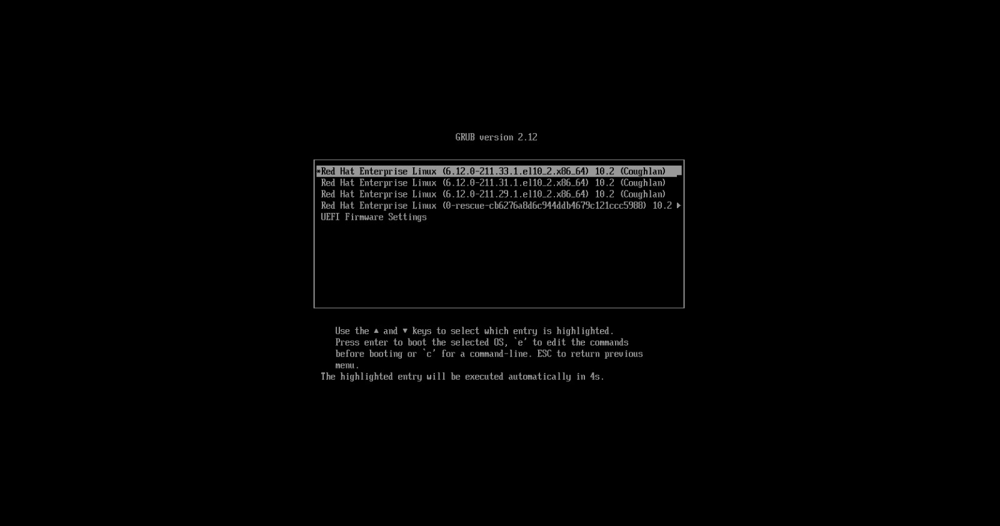 GRUB version 2.12
*Red Hat Enterprise Linux (6.12.0-211.33.1.el10_2.x86_64) 10.2 (Coughlan)
Red Hat Enterprise Linux (6.12.0-211.31.1.el10_2.x86_64) 10.2 (Coughlan)
Red Hat Enterprise Linux (6.12.0-211.29.1.el10_2.x86_64) 10.2 (Coughlan)
Red Hat Enterprise Linux (0-rescue-cb6276a8d6c944ddb4679c121ccc5988) 10.2 ▶
UEFI Firmware Settings
Use the ▲ and ▼ keys to select which entry is highlighted.
Press enter to boot the selected OS, `e' to edit the commands
before booting or `c' for a command-line. ESC to return previous
menu.
The highlighted entry will be executed automatically in 4s.